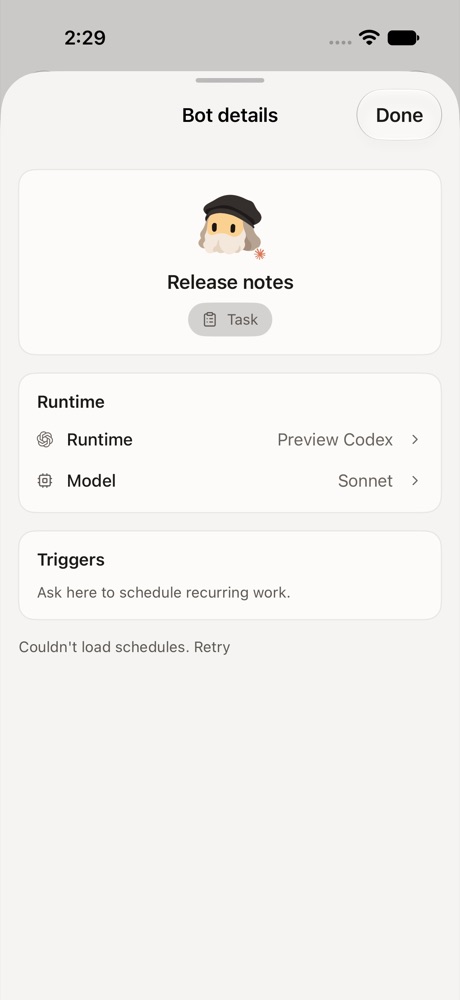 2:29
Bot details
Done
Release notes
Task
Runtime
Runtime
Preview Codex
Model
Sonnet
Triggers
Ask here to schedule recurring work.
Couldn't load schedules. Retry